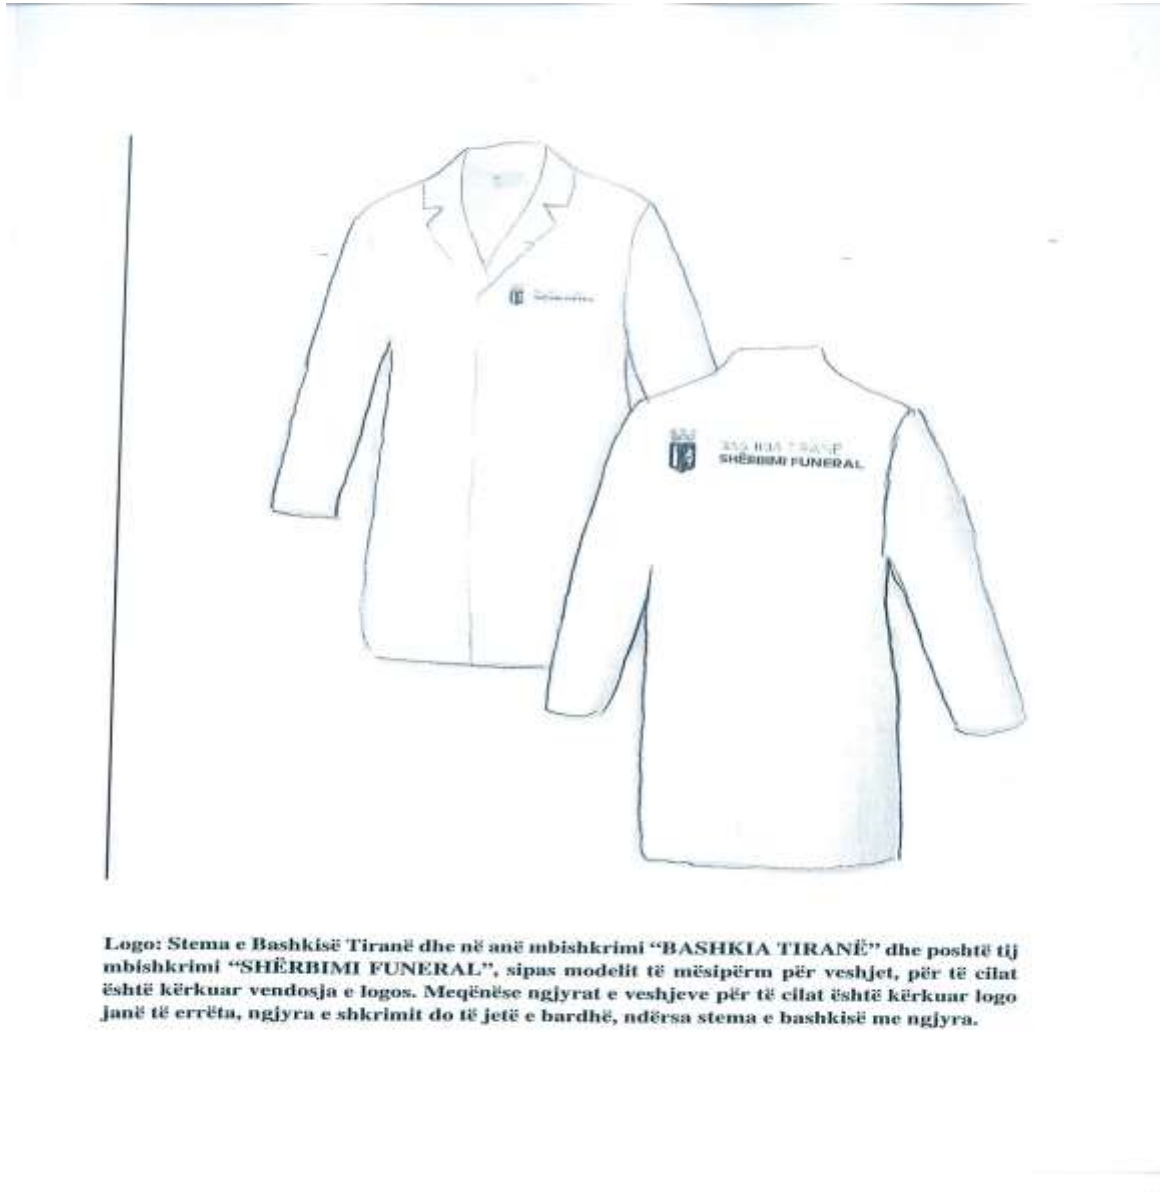 BASHKIA TIRANË
SHËRBIMI FUNERAL
Logo: Stema e Bashkisë Tiranë dhe në anë mbishkrimi “BASHKIA TIRANË” dhe poshtë tij
mbishkrimi “SHËRBIMI FUNERAL”, sipas modelit të mësipërm për veshjet, për të cilat
është kërkuar vendosja e logos. Meqënëse ngjyrat e veshjeve për të cilat është kërkuar logo
janë të errëta, ngjyra e shkrimit do të jetë e bardhë, ndërsa stema e bashkisë me ngjyra.